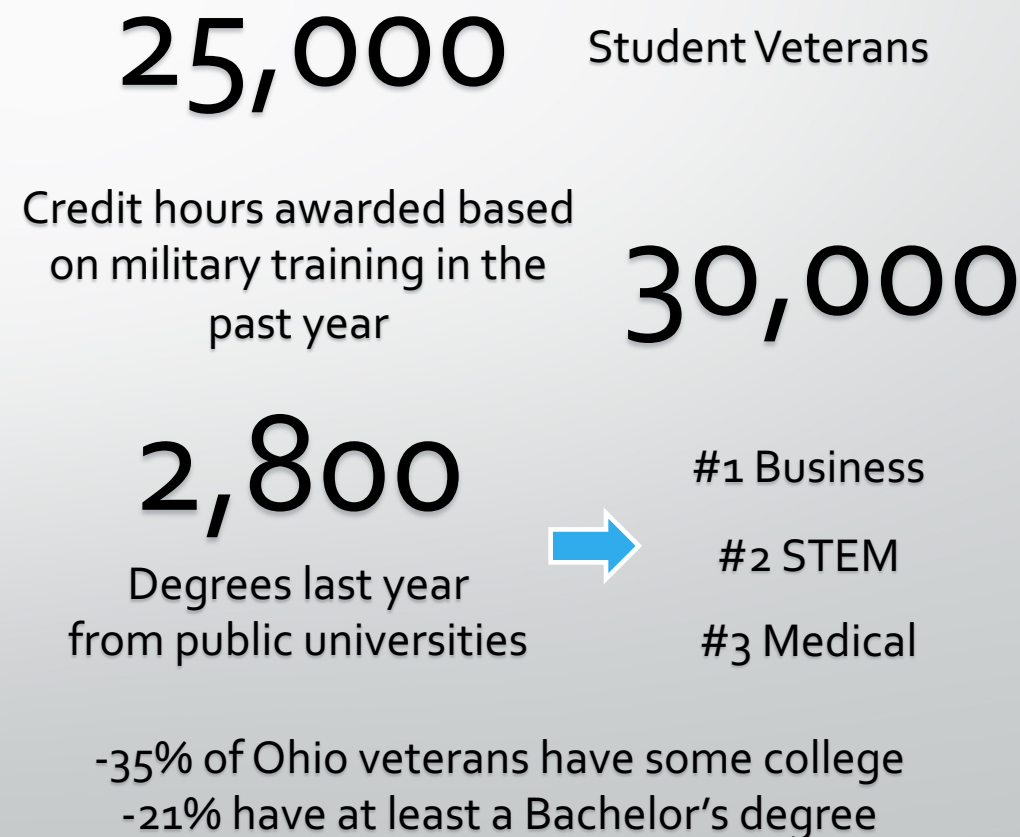 25,000
Student Veterans
Credit hours awarded based
on military training in the
past year
30,000
2,800
Degrees last year
from public universities
#1 Business
#2 STEM
#3 Medical
-35% of Ohio veterans have some college
-21% have at least a Bachelor’s degree